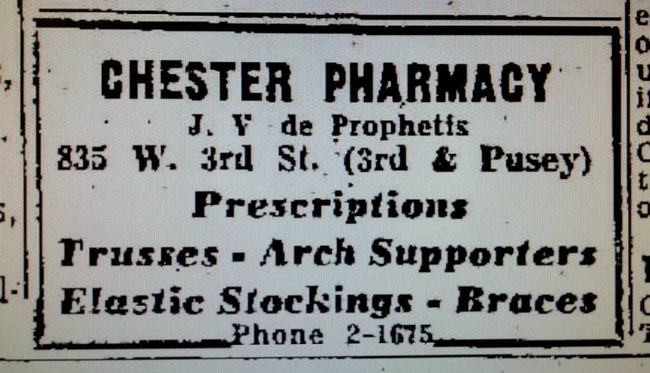 CHESTER PHARMACY
J. V de Prophetis
835 W. 3rd St. (3rd & Pusey)
Prescriptions
Trusses - Arch Supporters
Elastic Stockings - Braces
Phone 2-1675